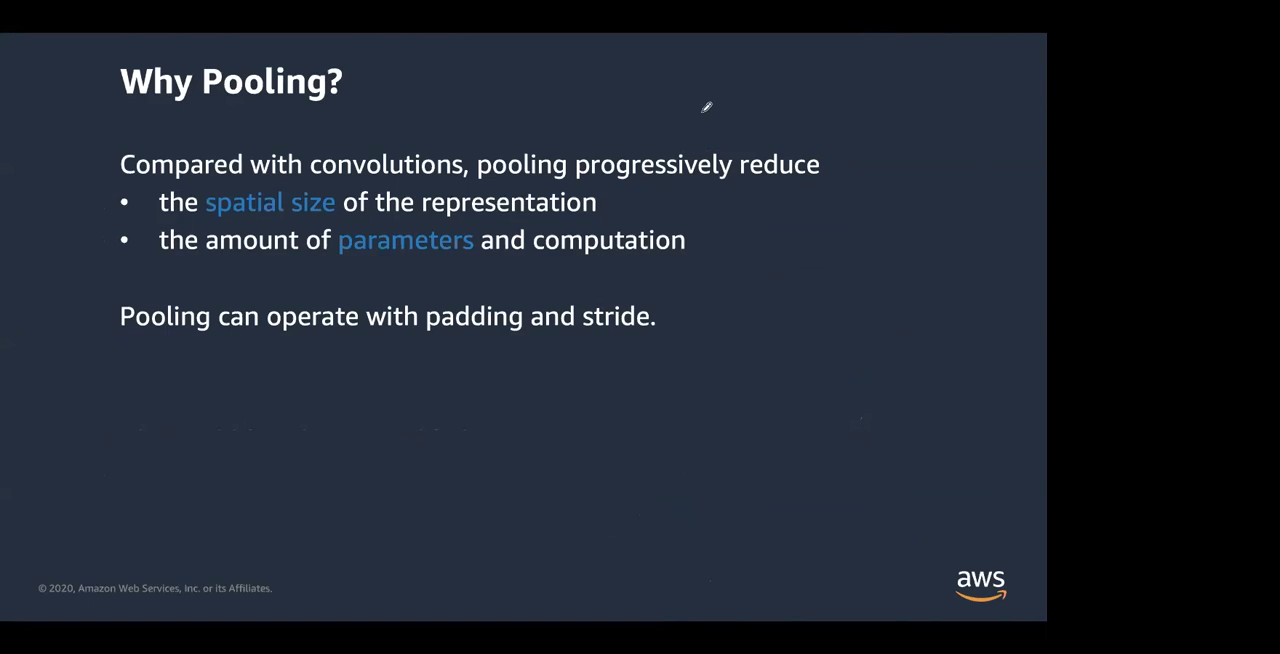 Why Pooling?
Compared with convolutions, pooling progressively reduce
• the spatial size of the representation
• the amount of parameters and computation
Pooling can operate with padding and stride.
© 2020, Amazon Web Services, Inc. or its Affiliates.
aws